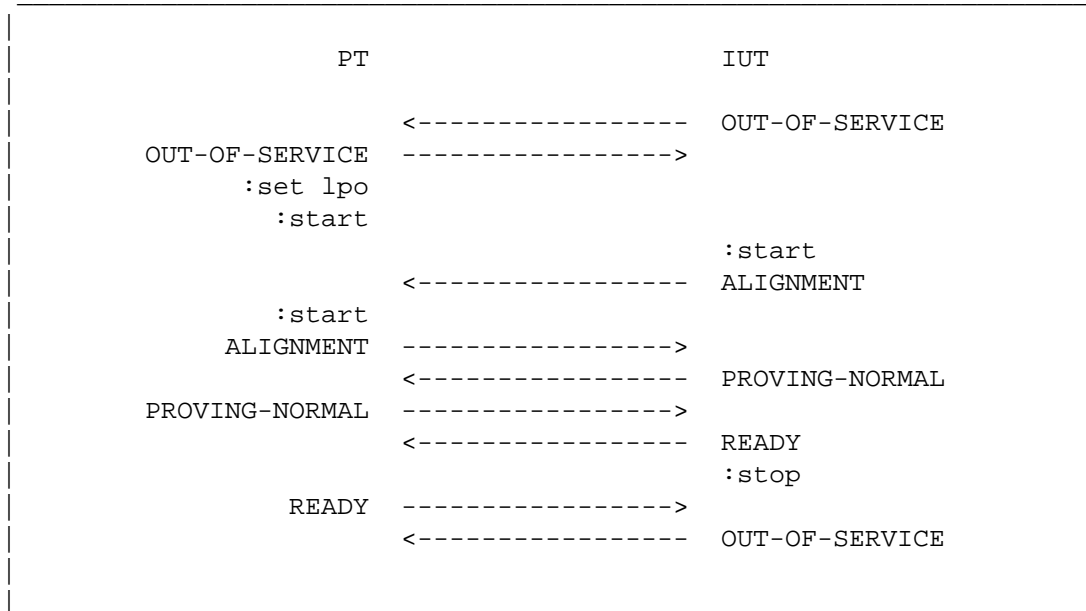 PT IUT
<----------------- OUT-OF-SERVICE
OUT-OF-SERVICE ----------------->
:set lpo
:start
:start
<----------------- ALIGNMENT
:start
ALIGNMENT ----------------->
<----------------- PROVING-NORMAL
PROVING-NORMAL ----------------->
<----------------- READY
:stop
READY ----------------->
<----------------- OUT-OF-SERVICE